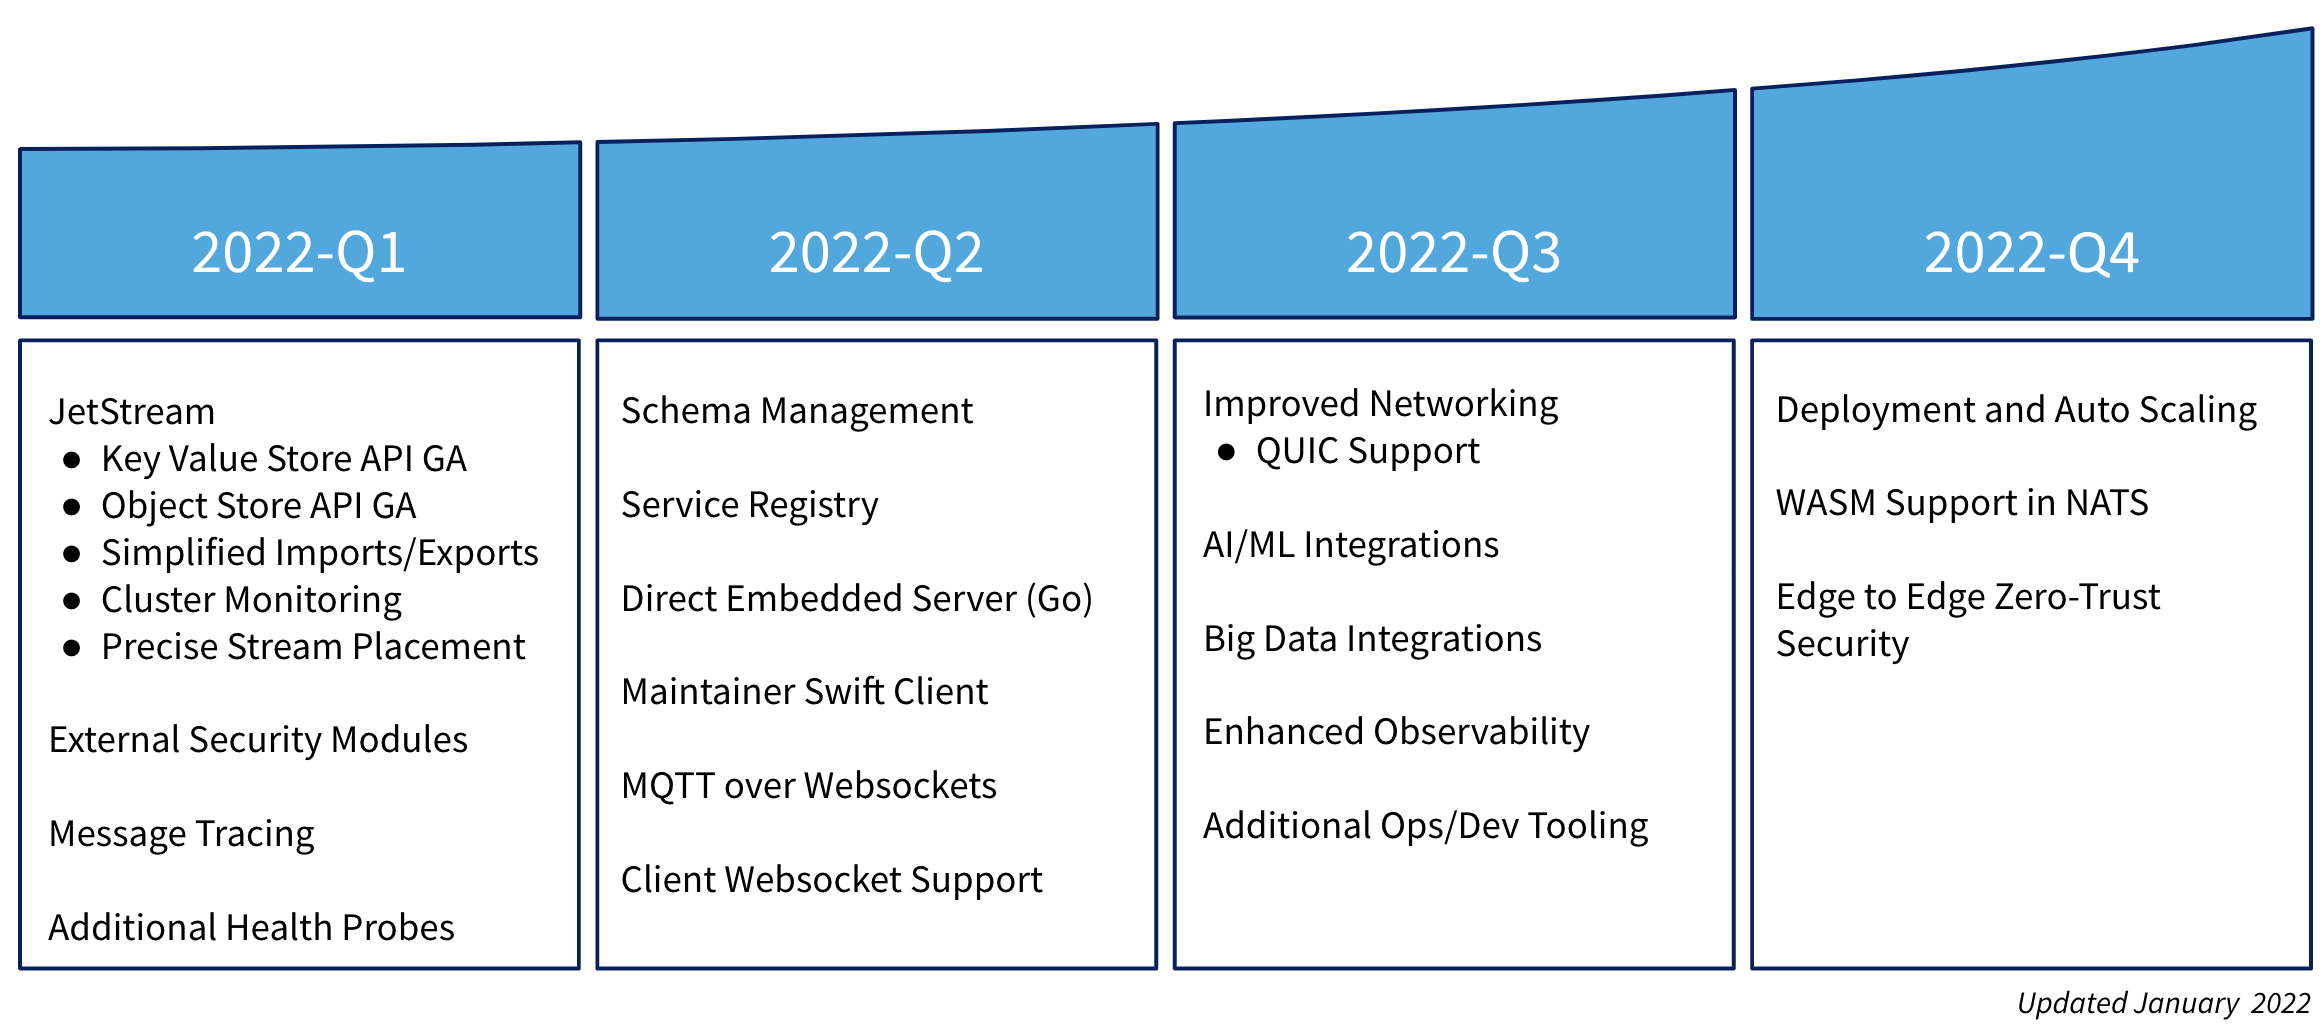 2022-Q1
2022-Q2
2022-Q3
2022-Q4
JetStream
● Key Value Store API GA
● Object Store API GA
● Simplified Imports/Exports
● Cluster Monitoring
● Precise Stream Placement
External Security Modules
Message Tracing
Additional Health Probes
Schema Management
Service Registry
Direct Embedded Server (Go)
Maintainer Swift Client
MQTT over Websockets
Client Websocket Support
Improved Networking
● QUIC Support
AI/ML Integrations
Big Data Integrations
Enhanced Observability
Additional Ops/Dev Tooling
Deployment and Auto Scaling
WASM Support in NATS
Edge to Edge Zero-Trust
Security
Updated January 2022